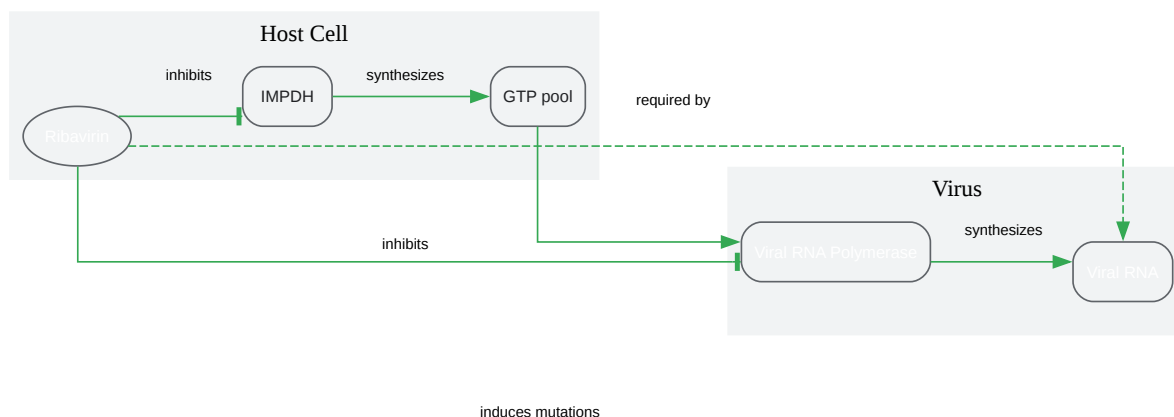 Host Cell
inhibits
IMPDH
synthesizes
GTP pool
required by
Ribavirin
Virus
inhibits
Viral RNA Polymerase
synthesizes
Viral RNA
induces mutations